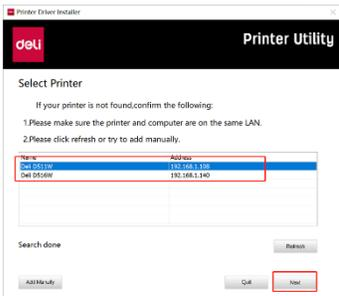 Printer Driver Installer
deli
Printer Utility
Select Printer
If your printer is not found,confirm the following:
1.Please make sure the printer and computer are on the same LAN.
2.Please click refresh or try to add manually.
Name Address
Deli D511W 192.168.1.108
Deli D516W 192.168.1.140
Search done
Refresh
Add Manully
Quit
Next